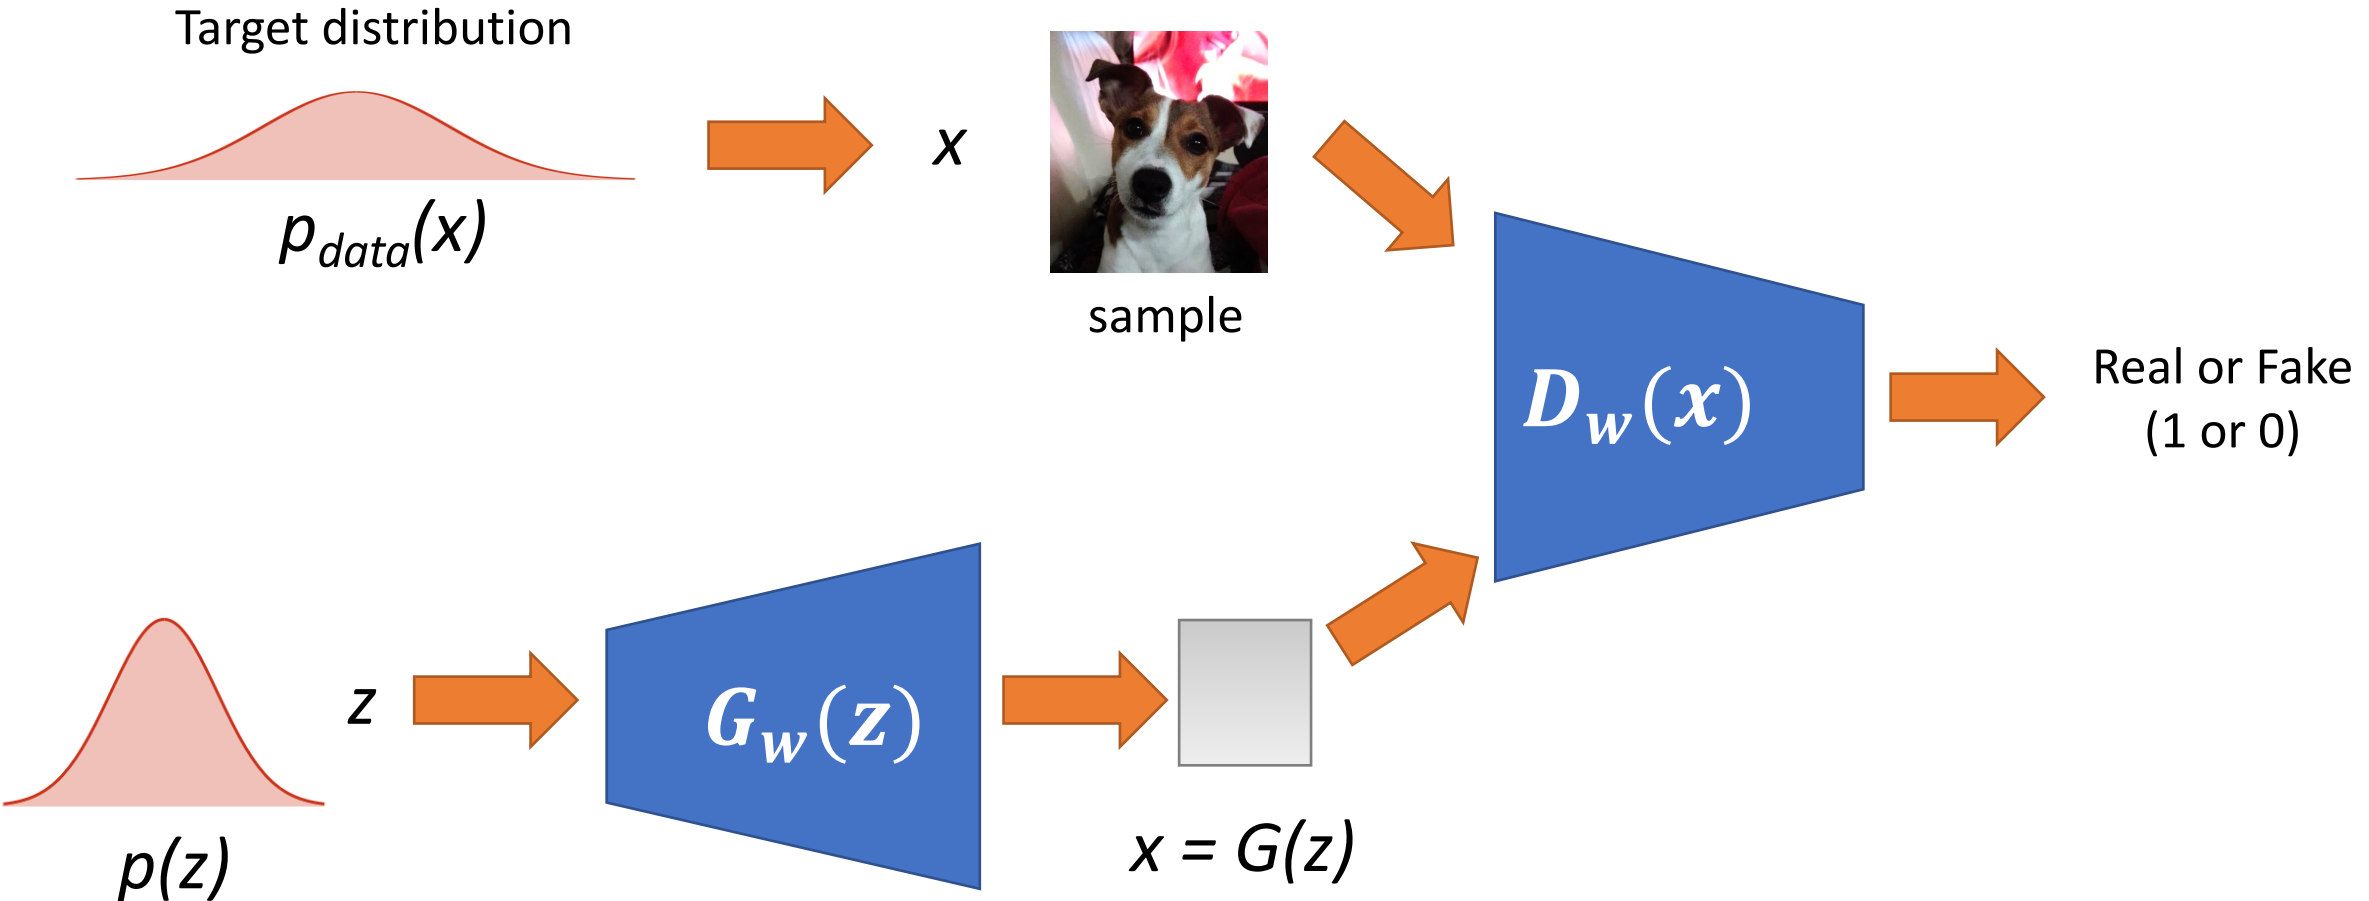 Target distribution
p_data(x)
x
sample
D_w(x)
Real or Fake
(1 or 0)
z
G_w(z)
p(z)
x = G(z)